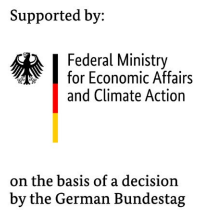 Supported by:
Federal Ministry
for Economic Affairs
and Climate Action
on the basis of a decision
by the German Bundestag